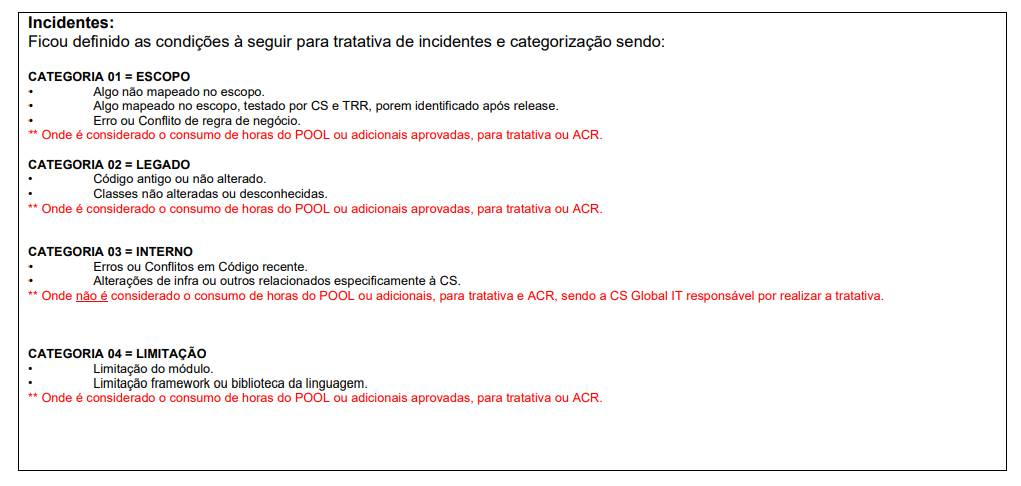 Incidentes:
Ficou definido as condições à seguir para tratativa de incidentes e categorização sendo:
CATEGORIA 01 = ESCOPO
• Algo não mapeado no escopo.
• Algo mapeado no escopo, testado por CS e TRR, porem identificado após release.
• Erro ou Conflito de regra de negócio.
** Onde é considerado o consumo de horas do POOL ou adicionais aprovadas, para tratativa ou ACR.
CATEGORIA 02 = LEGADO
• Código antigo ou não alterado.
• Classes não alteradas ou desconhecidas.
** Onde é considerado o consumo de horas do POOL ou adicionais aprovadas, para tratativa ou ACR.
CATEGORIA 03 = INTERNO
• Erros ou Conflitos em Código recente.
• Alterações de infra ou outros relacionados especificamente à CS.
** Onde não é considerado o consumo de horas do POOL ou adicionais, para tratativa e ACR, sendo a CS Global IT responsável por realizar a tratativa.
CATEGORIA 04 = LIMITAÇÃO
• Limitação do módulo.
• Limitação framework ou biblioteca da linguagem.
** Onde é considerado o consumo de horas do POOL ou adicionais aprovadas, para tratativa ou ACR.